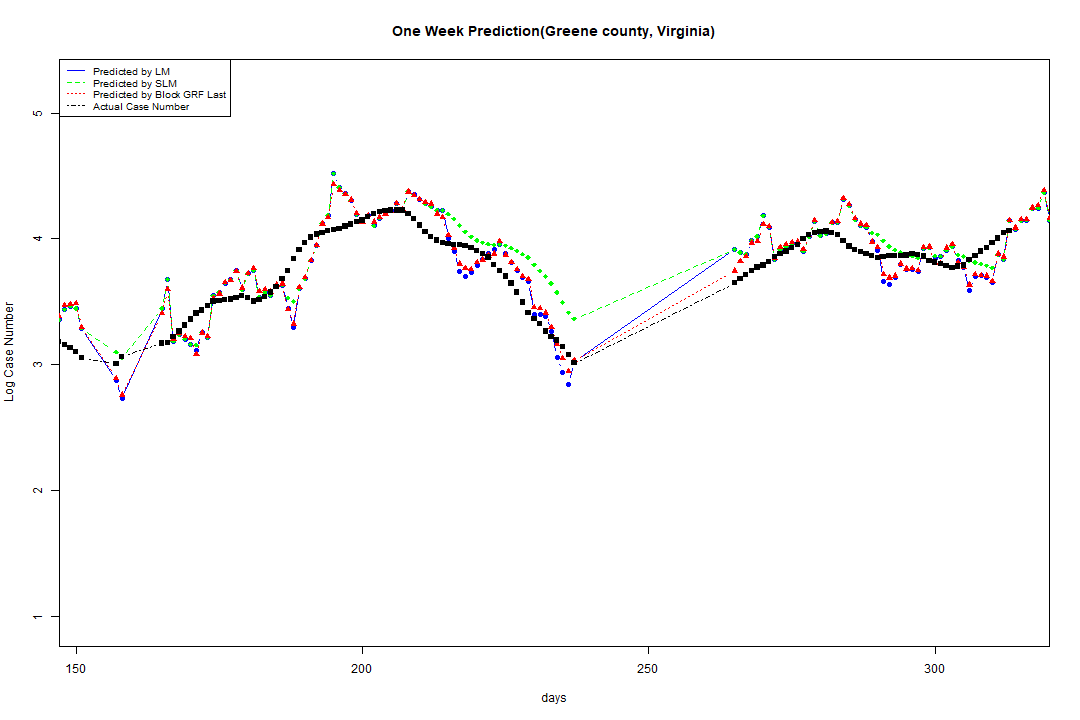 One Week Prediction(Greene county, Virginia)
Predicted by LM
Predicted by SLM
Predicted by Block GRF Last
Actual Case Number
5
4
3
2
1
Log Case Number
150 200 250 300
days